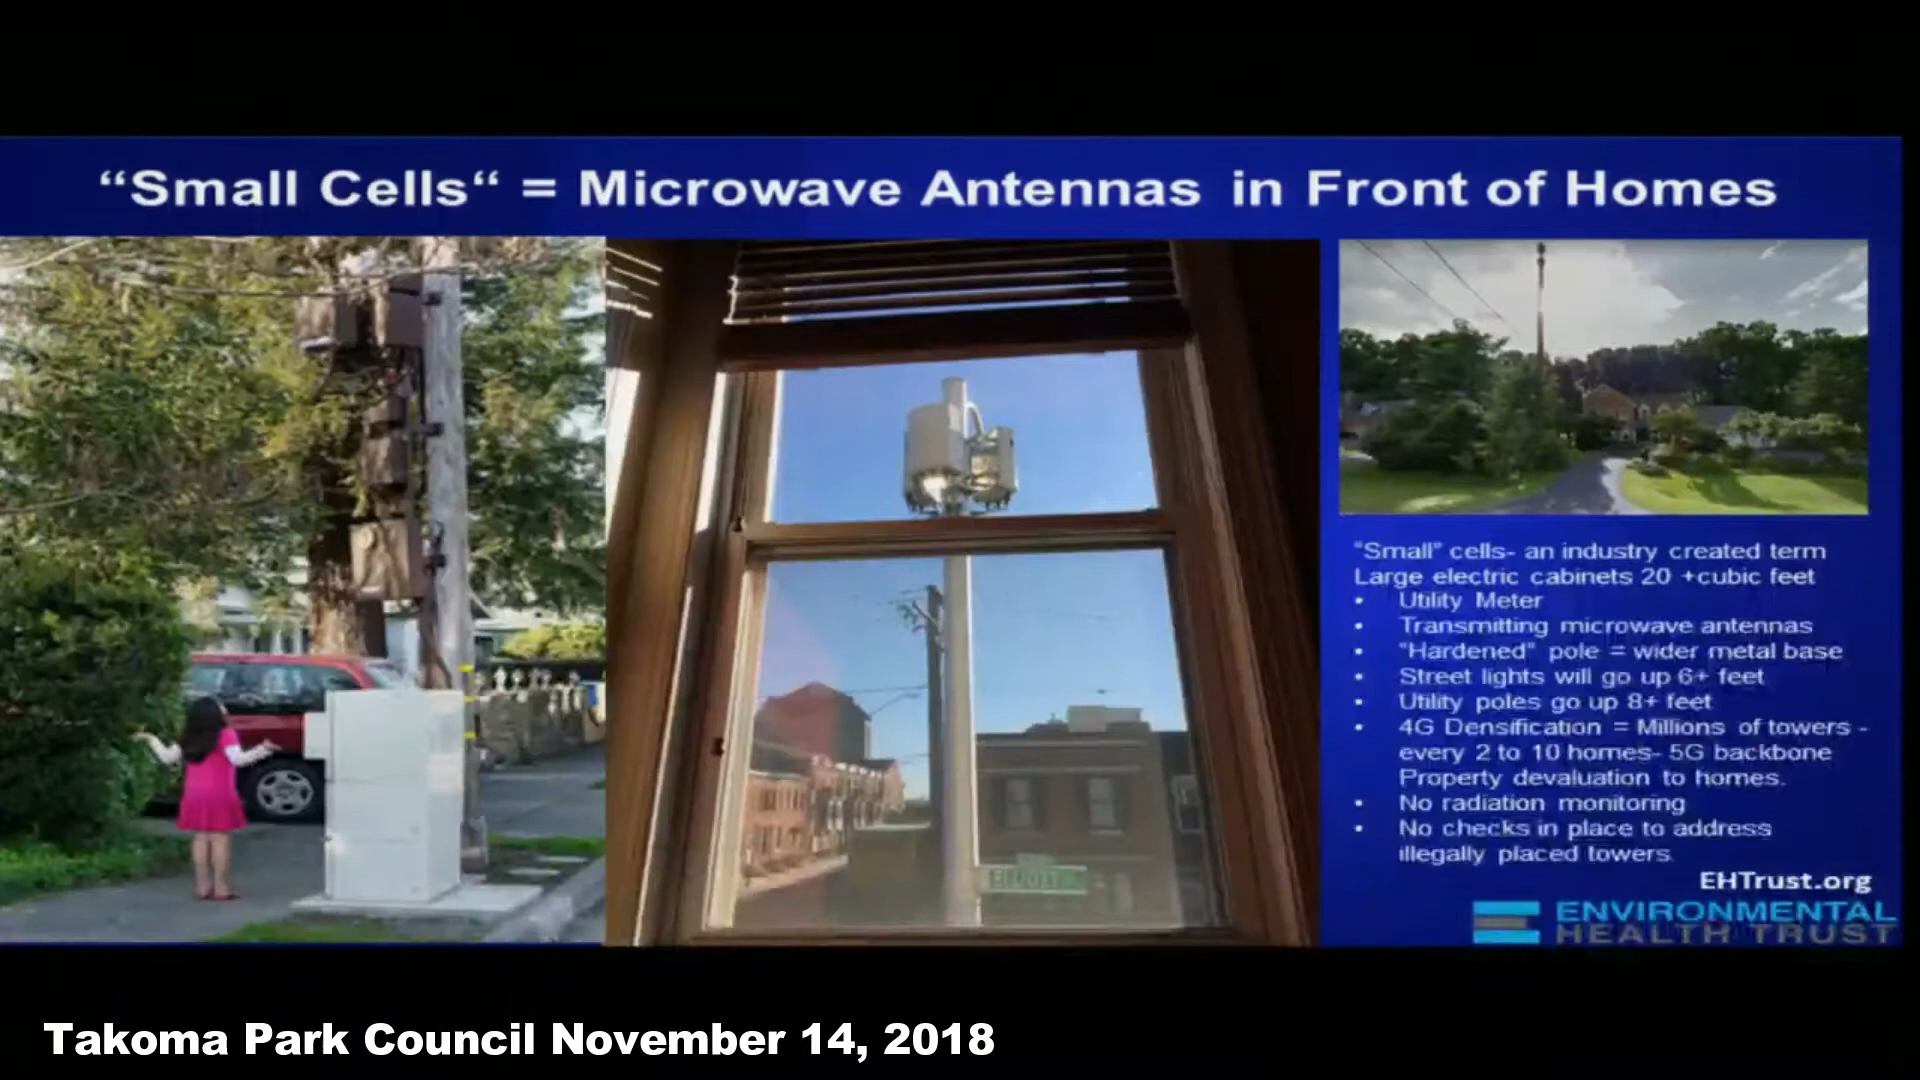 “Small Cells“ = Microwave Antennas in Front of Homes
“Small” cells- an industry created term
Large electric cabinets 20 +cubic feet
• Utility Meter
• Transmitting microwave antennas
• “Hardened” pole = wider metal base
• Street lights will go up 6+ feet
• Utility poles go up 8+ feet
• 4G Densification = Millions of towers -
every 2 to 10 homes- 5G backbone
Property devaluation to homes.
• No radiation monitoring
• No checks in place to address
illegally placed towers.
ELLIOTT
EHTrust.org
ENVIRONMENTAL
HEALTH TRUST
Takoma Park Council November 14, 2018